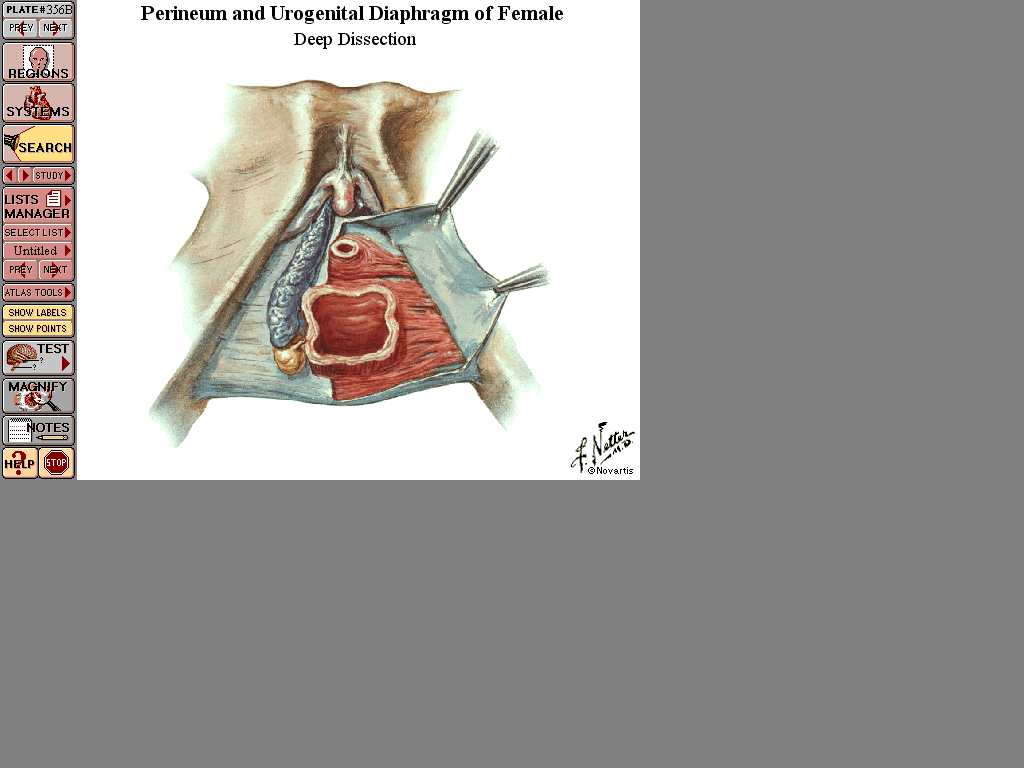 PLATE# 356B
PREV NEXT
REGIONS
SYSTEMS
SEARCH
STUDY
LISTS
MANAGER
SELECT LIST
Untitled
PREV NEXT
ATLAS TOOLS
SHOW LABELS
SHOW POINTS
TEST
? ?
MAGNIFY
NOTES
HELP ? STOP
Perineum and Urogenital Diaphragm of Female
Deep Dissection
F. Netter
M.D.
©Novartis